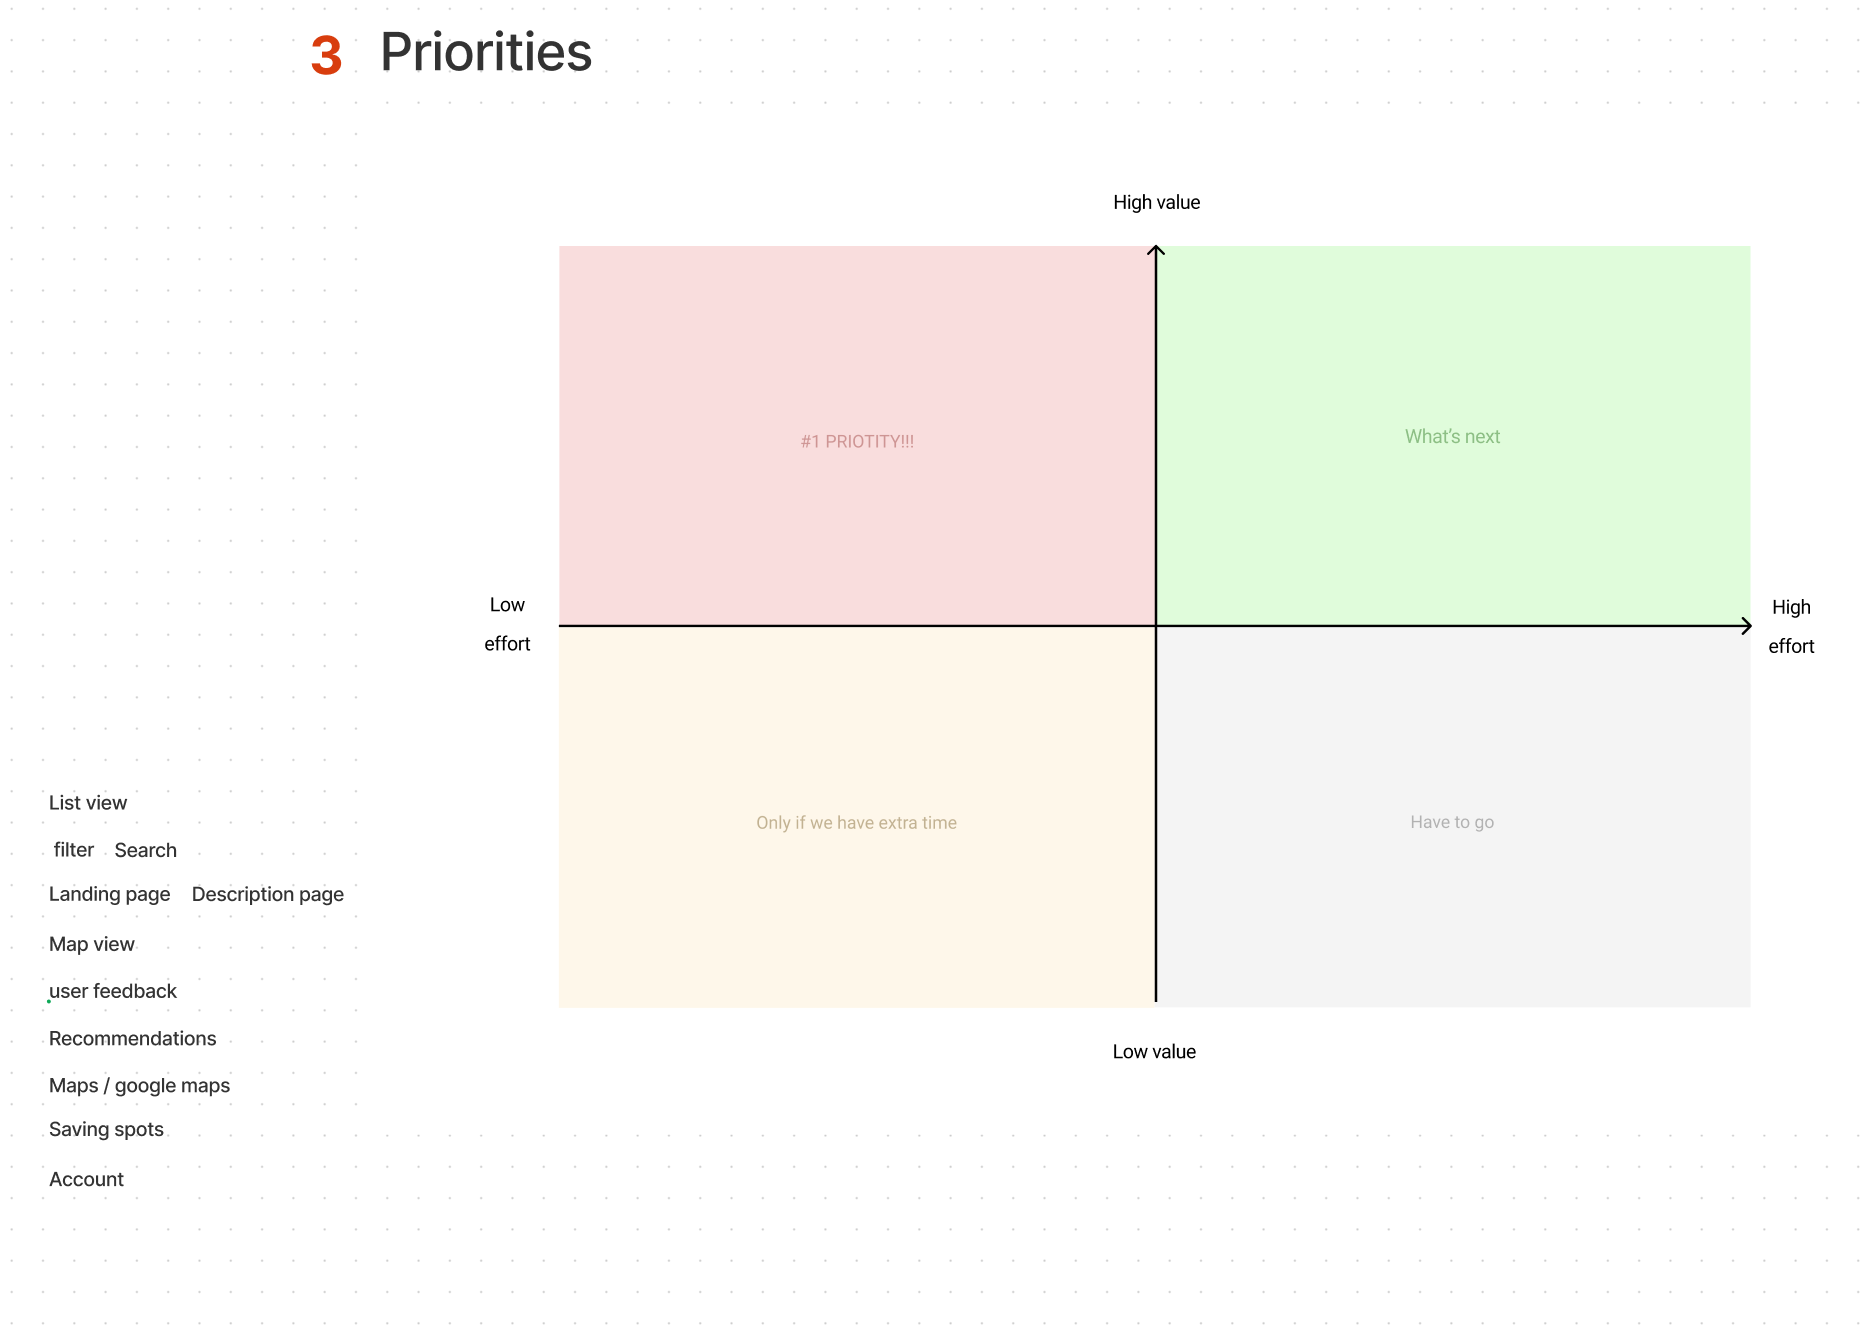 3 Priorities
High value
#1 PRIOTITY!!!
What's next
Low
effort
High
effort
Only if we have extra time
Have to go
Low value
List view
filter Search
Landing page Description page
Map view
user feedback
Recommendations
Maps / google maps
Saving spots
Account